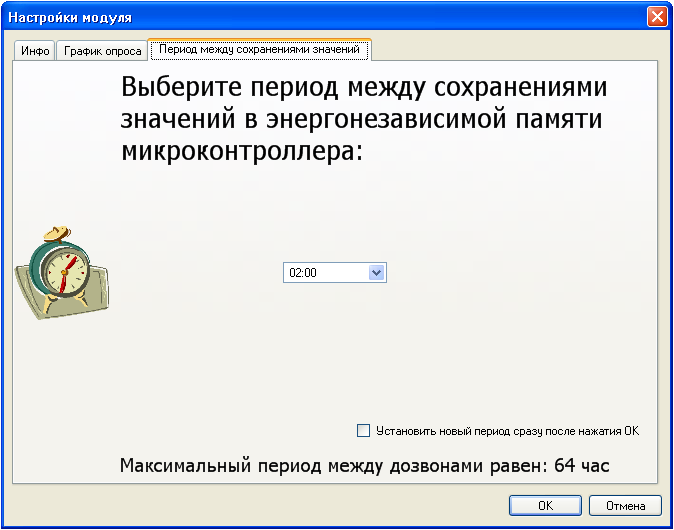 Настройки модуля
Инфо
График опроса
Период между сохранениями значений
Выберите период между сохранениями
значений в энергонезависимой памяти
микроконтроллера:
02:00
Установить новый период сразу после нажатия OK
Максимальный период между дозвонами равен: 64 час
OK
Отмена